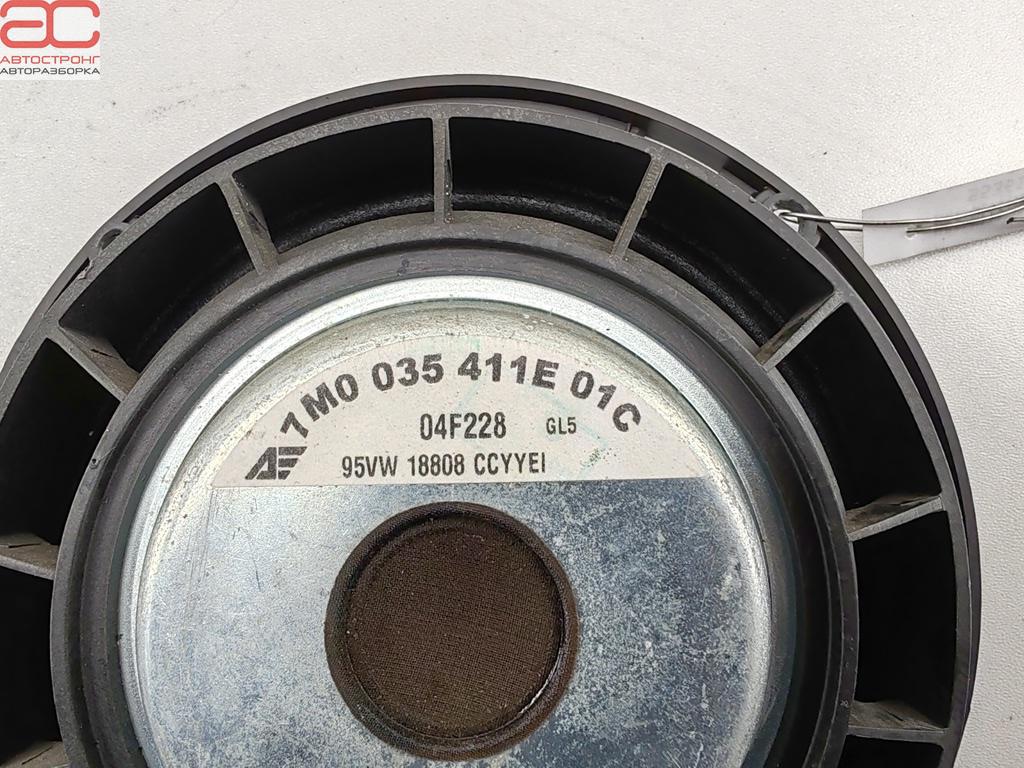 АС
АВТОСТРОНГ
АВТОРАЗБОРКА
7M0 035 411E 01C
04F228 GL5
95VW 18808 CCYYEI